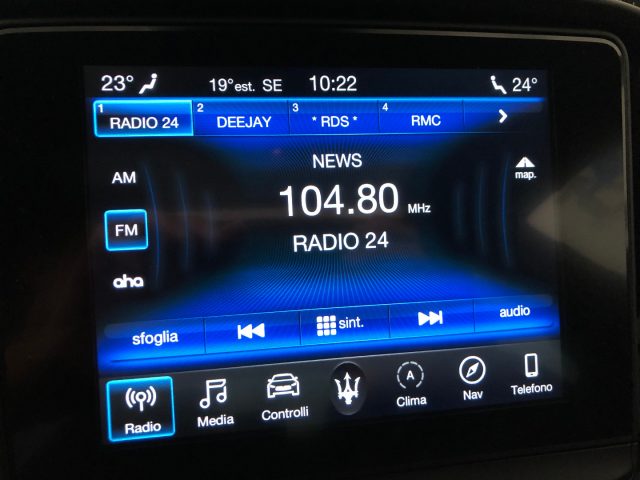 23° 19°est. SE 10:22 24°
1 RADIO 24 2 DEEJAY 3 * RDS * 4 RMC
NEWS
AM map.
104.80 MHz
FM RADIO 24
aha
sfoglia sint. audio
Radio Media Controlli A Clima Nav Telefono